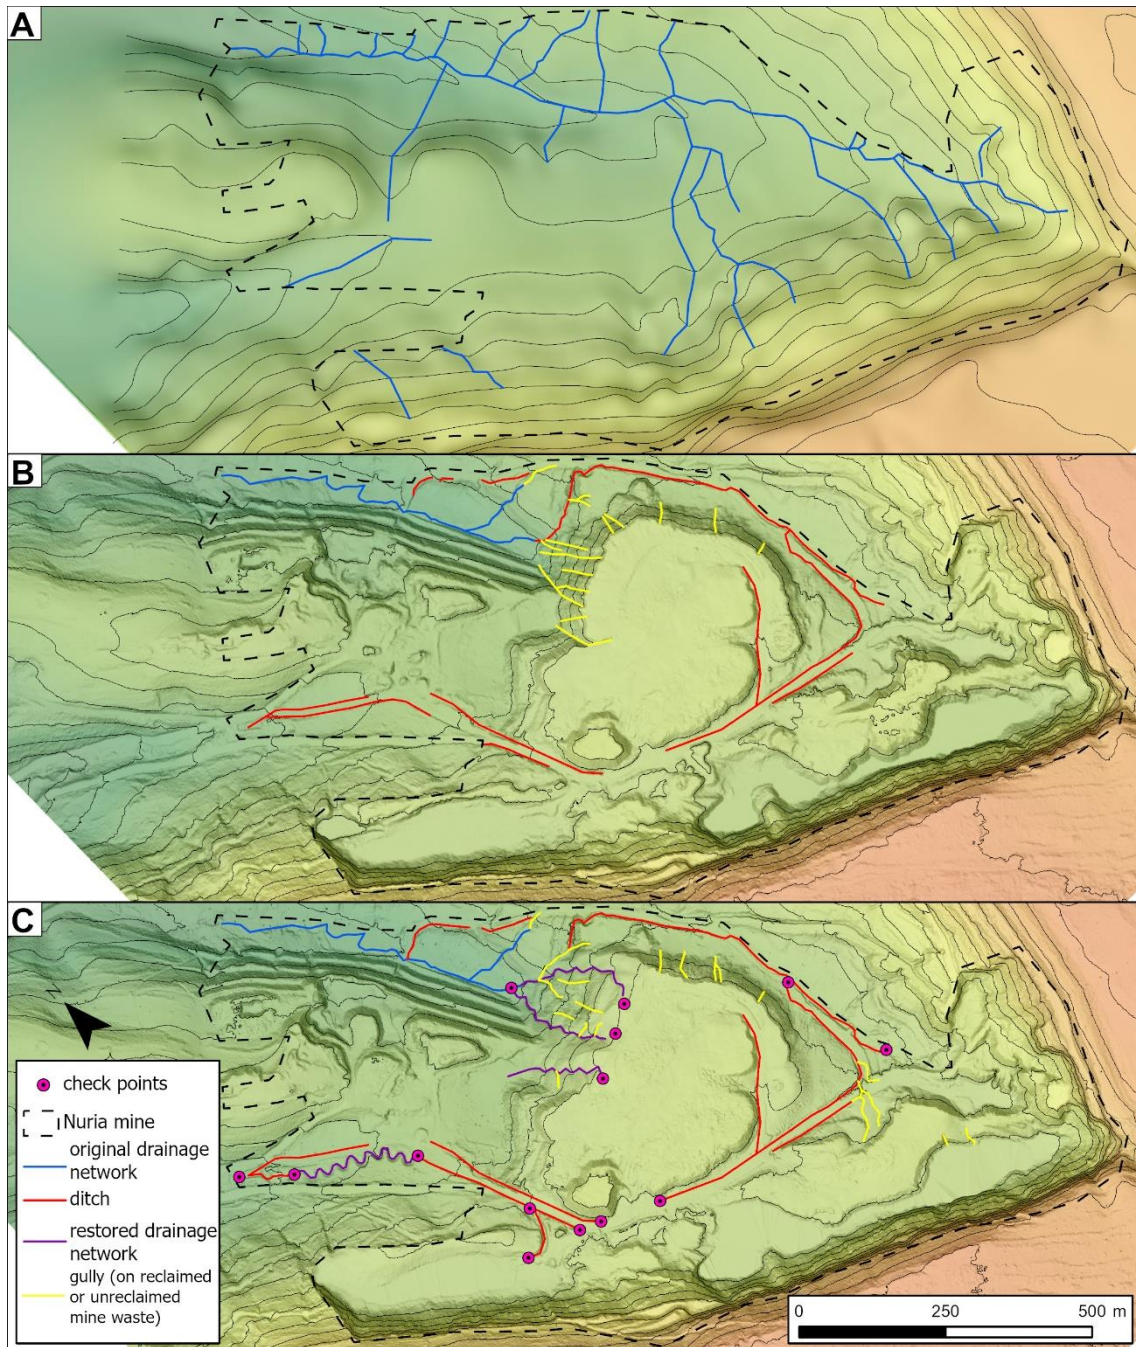 A
B
C
check points
Nuria mine
original drainage
network
ditch
restored drainage
network
gully (on reclaimed
or unreclaimed
mine waste)
0 250 500 m